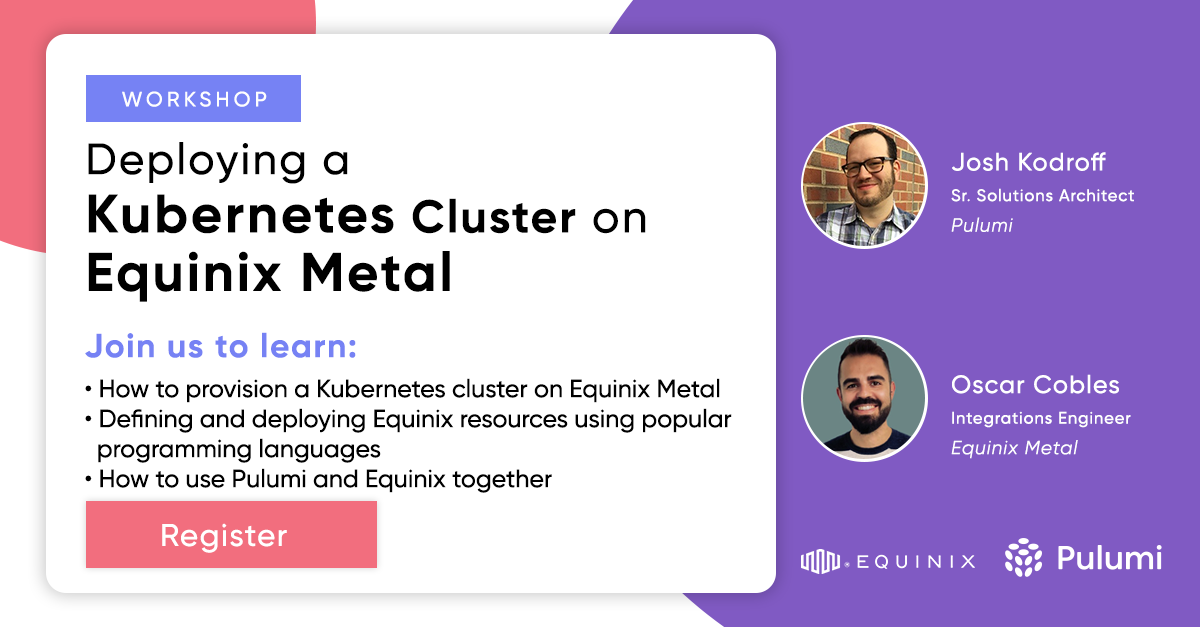 WORKSHOP
Deploying a
Kubernetes Cluster on
Equinix Metal
Join us to learn:
• How to provision a Kubernetes cluster on Equinix Metal
• Defining and deploying Equinix resources using popular
programming languages
• How to use Pulumi and Equinix together
Register
Josh Kodroff
Sr. Solutions Architect
Pulumi
Oscar Cobles
Integrations Engineer
Equinix Metal
EQUINIX
Pulumi